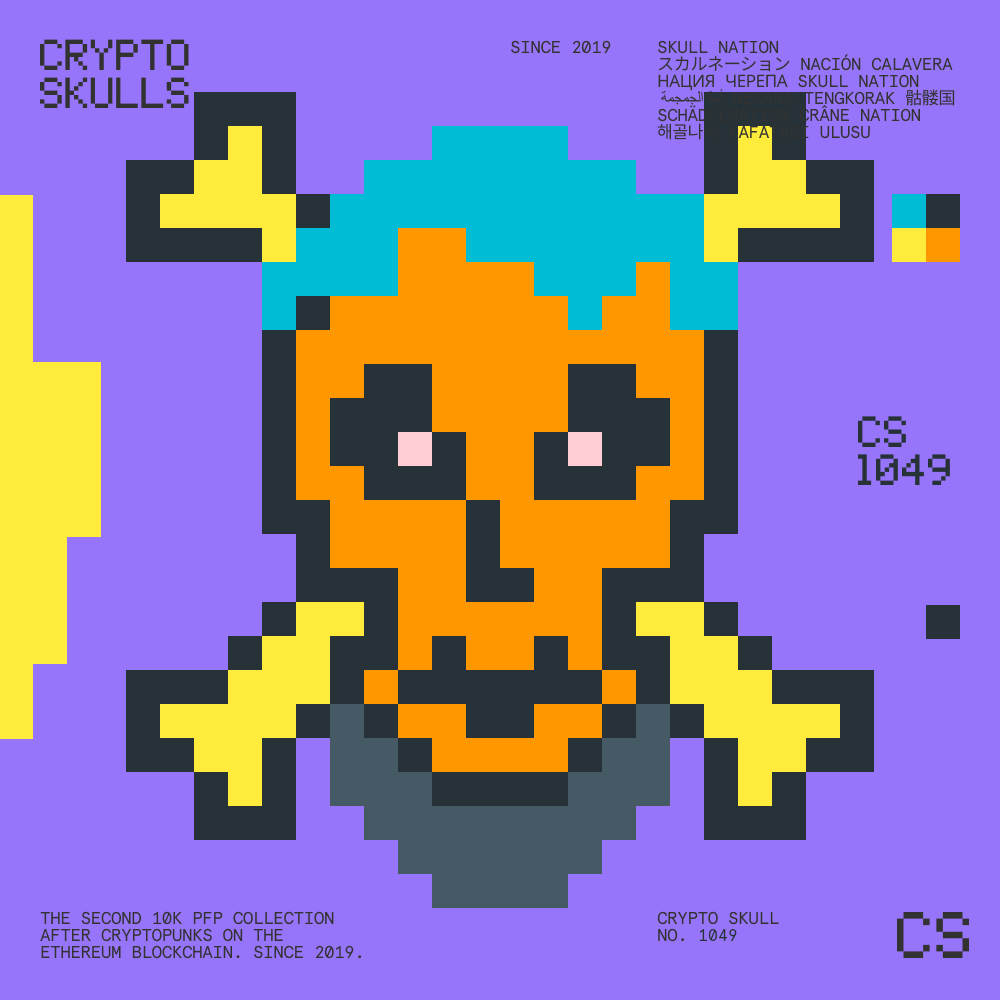 CRYPTO
SKULLS
SINCE 2019
SKULL NATION
スカルネーション NACIÓN CALAVERA
НАЦИЯ ЧЕРЕПА SKULL NATION
TENGKORAK 骷髅国
CRÂNE NATION
ULUSU
CS
1049
THE SECOND 10K PFP COLLECTION
AFTER CRYPTOPUNKS ON THE
ETHEREUM BLOCKCHAIN. SINCE 2019.
CRYPTO SKULL
NO. 1049
CS